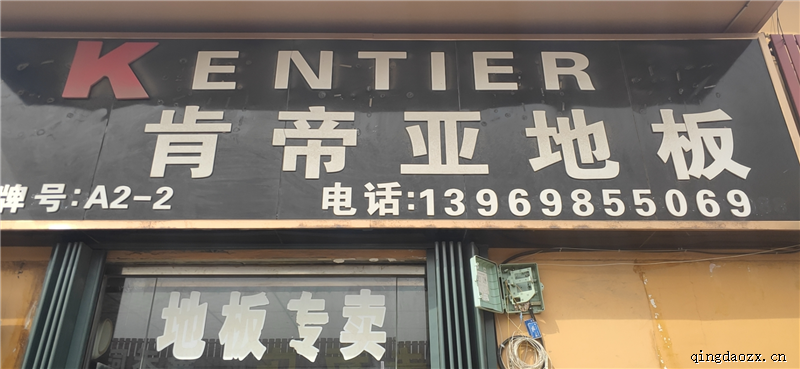 KENTIER
肯帝亚地板
牌号:A2-2 电话:13969855069
地板专卖
qingdaozx.cn